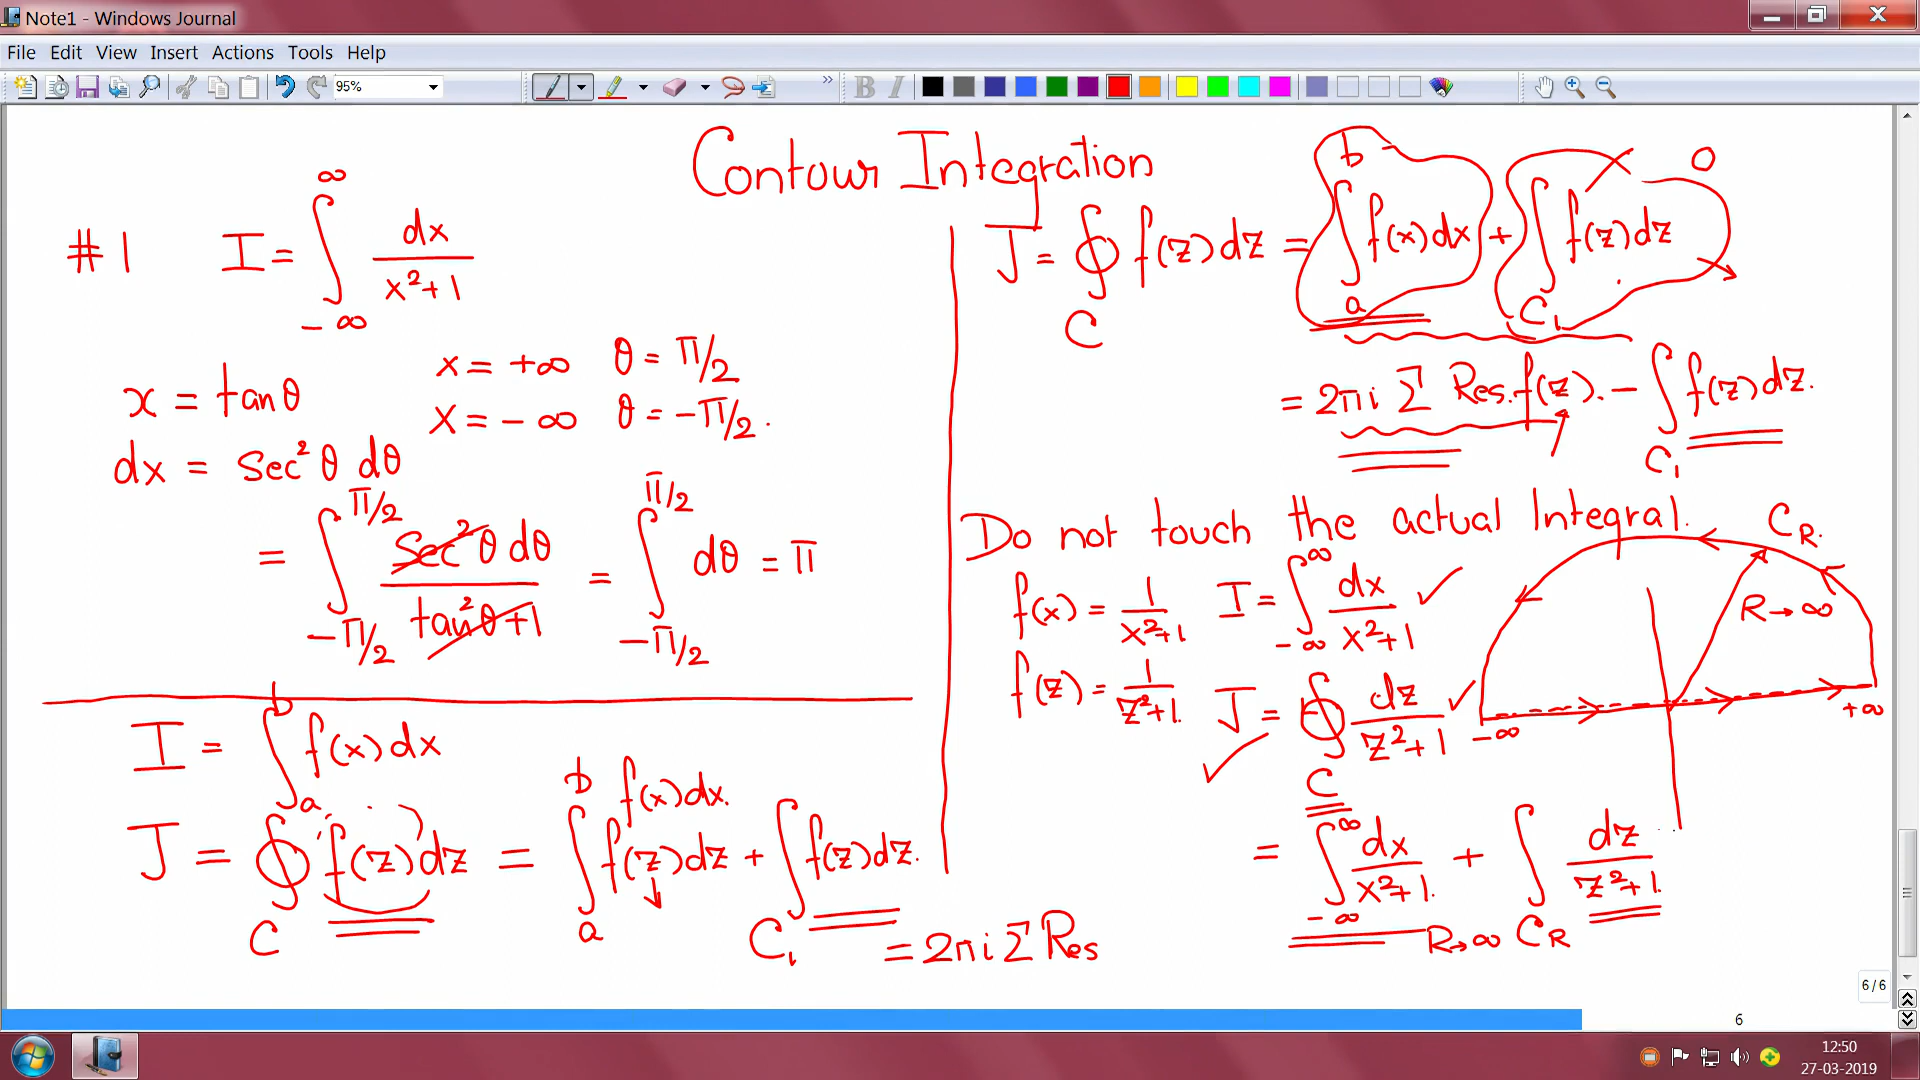 Note1 - Windows Journal
File Edit View Insert Actions Tools Help
95%
B I
Contour Integration
#1 I = ∫_{-∞}^{∞} dx / x²+1
x = tanθ
x = +∞ θ = π/2
X = -∞ θ = -π/2.
dx = Sec²θ dθ
= ∫_{-π/2}^{π/2} Sec²θ dθ / tan²θ+1 = ∫_{-π/2}^{π/2} dθ = π
I = ∫_a^b f(x) dx
f(x)dx.
J = ∮_C f(z) dz = ∫_a^b f(z)dz + ∫_{C₁} f(z)dz.
= 2πi Σ Res
J = ∮_C f(z)dz = ∫_a^b f(x)dx + ∫_{C₁} f(z)dz 0
= 2πi Σ Res.f(z). - ∫_{C₁} f(z)dz.
Do not touch the actual Integral.
f(x) = 1 / x²+1 I = ∫_{-∞}^{∞} dx / x²+1 ✓
f(z) = 1 / z²+1. J = ∮_C dz / z²+1 ✓
= ∫_{-∞}^{∞} dx / x²+1. + ∫_{C_R} dz / z²+1.
R→∞
C_R.
R→∞
-∞ +∞
6 / 6
6
12:50
27-03-2019